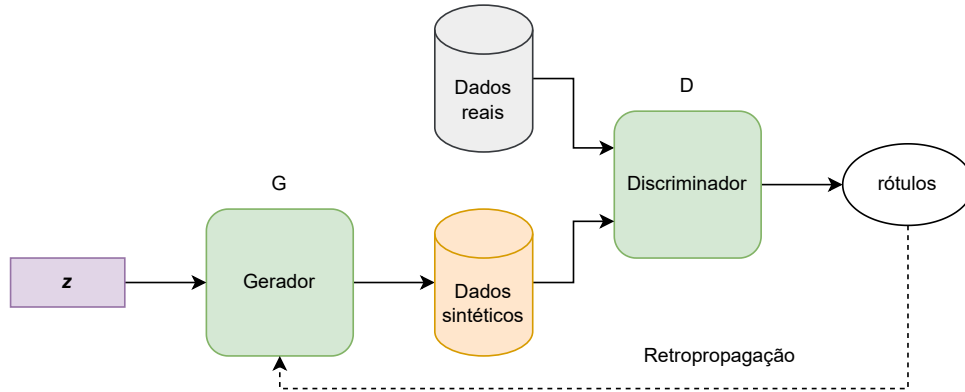 Dados
reais
D
Discriminador
rótulos
G
z
Gerador
Dados
sintéticos
Retropropagação